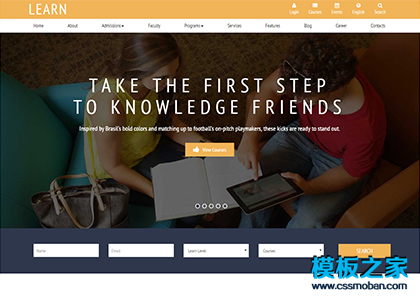 LEARN
Login Courses Events English Search
Home About Admissions Faculty Programs Services Features Blog Career Contacts
TAKE THE FIRST STEP
TO KNOWLEDGE FRIENDS
Inspired by Brasil's bold colors and matching up to football's on-pitch playmakers, these kicks are ready to stand out.
View Courses
Name Email Learn Level Courses SEARCH
模板之家
www.cssmoban.com